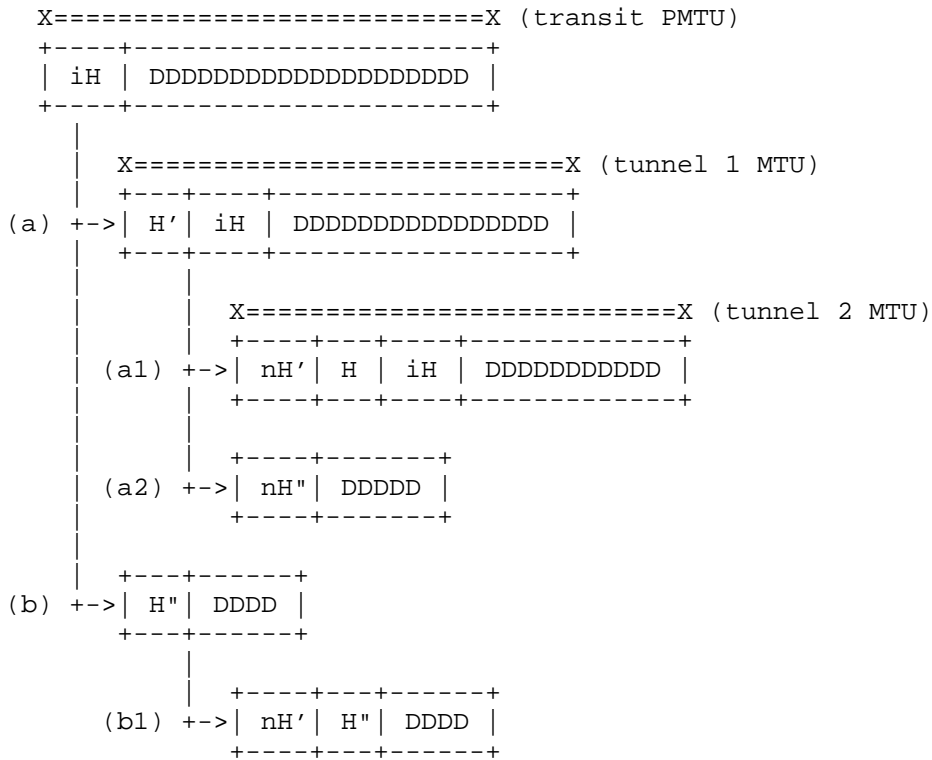 X===========================X (transit PMTU)
+----+----------------------+
| iH | DDDDDDDDDDDDDDDDDDDD |
+----+----------------------+
|
| X===========================X (tunnel 1 MTU)
| +---+----+------------------+
(a) +->| H'| iH | DDDDDDDDDDDDDDDD |
| +---+----+------------------+
| |
| | X===========================X (tunnel 2 MTU)
| | +----+---+----+-------------+
| (a1) +->| nH'| H | iH | DDDDDDDDDDD |
| | +----+---+----+-------------+
| |
| | +----+-------+
| (a2) +->| nH"| DDDDD |
| +----+-------+
|
| +---+------+
(b) +->| H"| DDDD |
+---+------+
|
| +----+---+------+
(b1) +->| nH'| H"| DDDD |
+----+---+------+